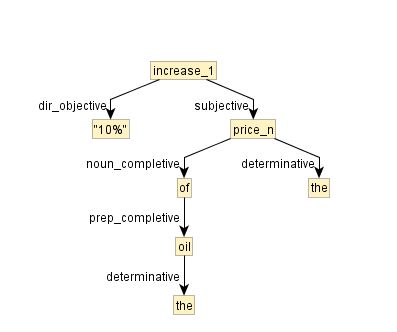 increase_1
dir_objective subjective
"10%" price_n
noun_completive determinative
of the
prep_completive
oil
determinative
the